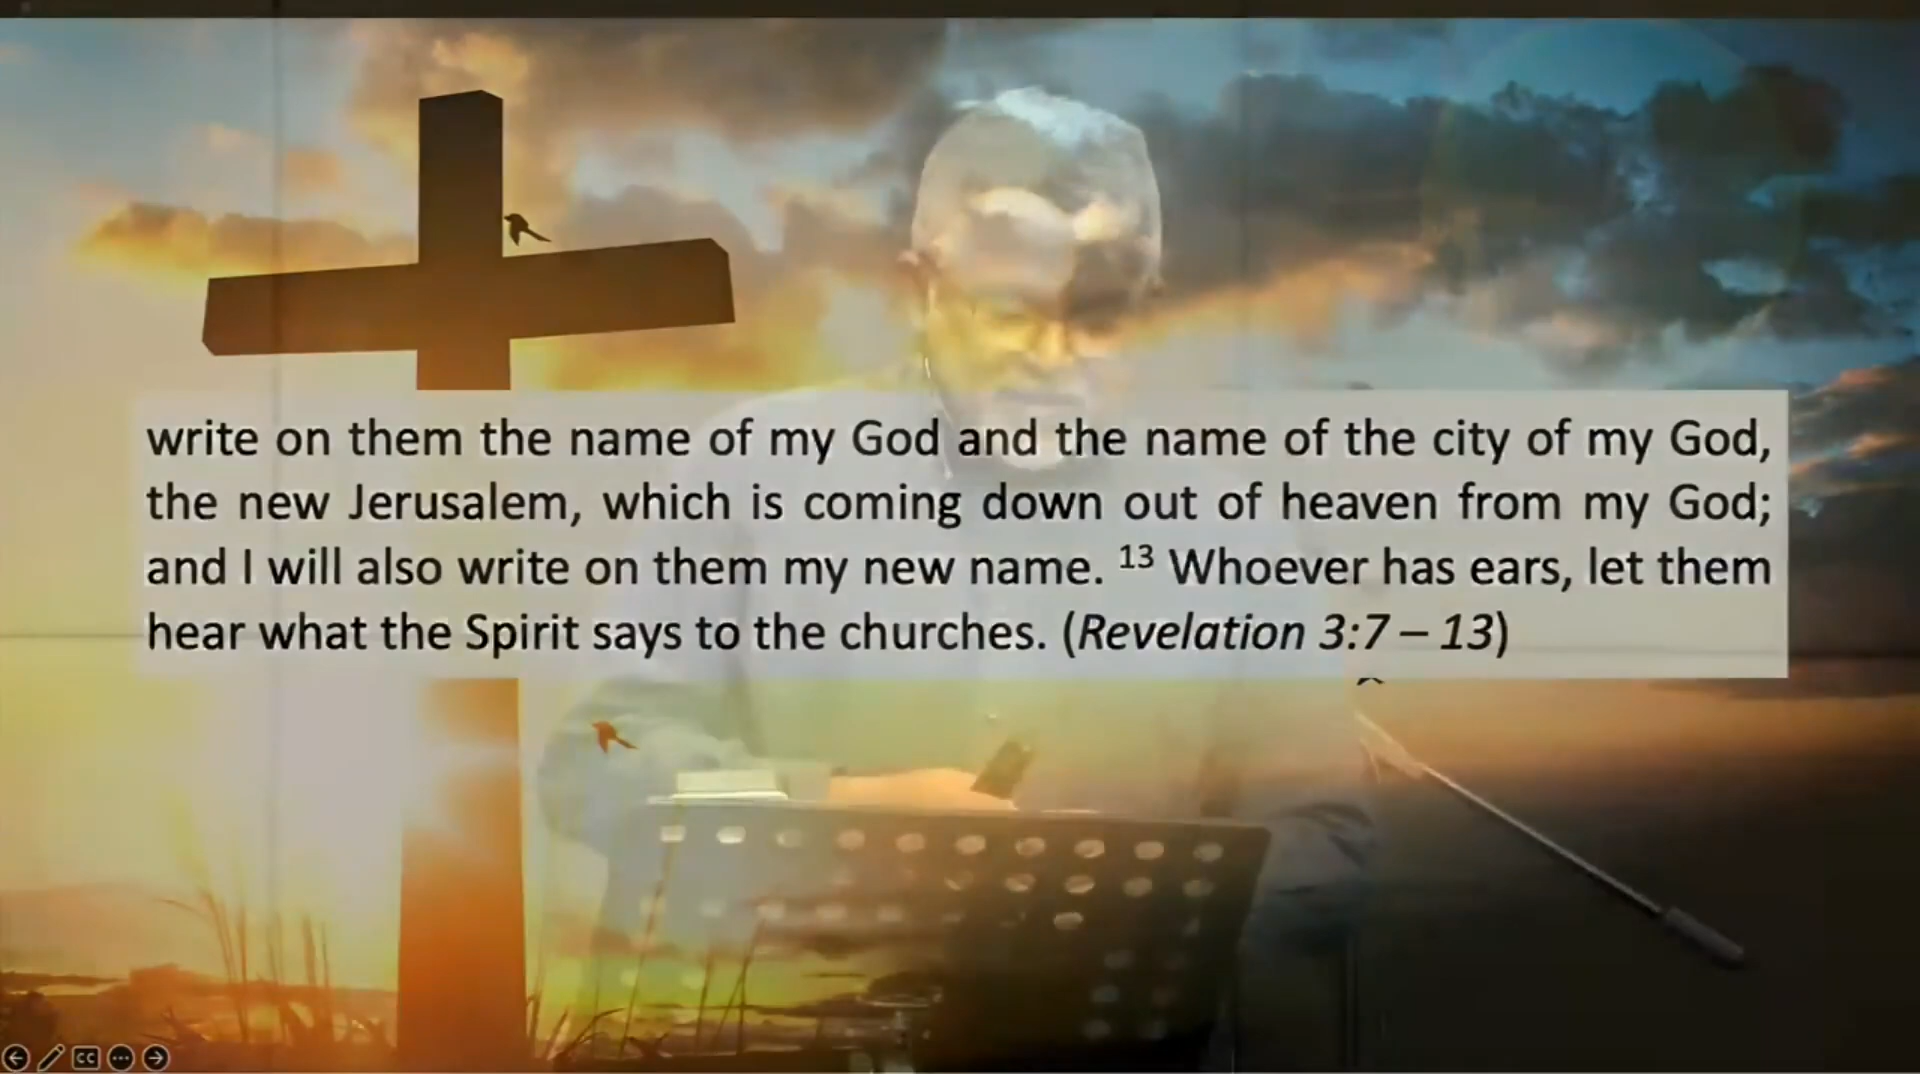 write on them the name of my God and the name of the city of my God,
the new Jerusalem, which is coming down out of heaven from my God;
and I will also write on them my new name. 13 Whoever has ears, let them
hear what the Spirit says to the churches. (Revelation 3:7 – 13)
CC